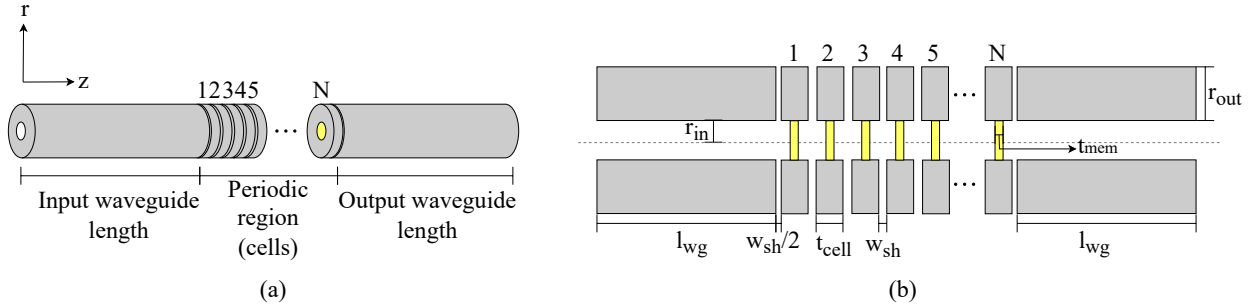 r
z
12345
N
...
Input waveguide
length
Periodic
region
(cells)
Output waveguide
length
(a)
1 2 3 4 5 N
...
r_in
r_out
t_mem
...
l_wg
w_sh/2
t_cell
w_sh
l_wg
(b)